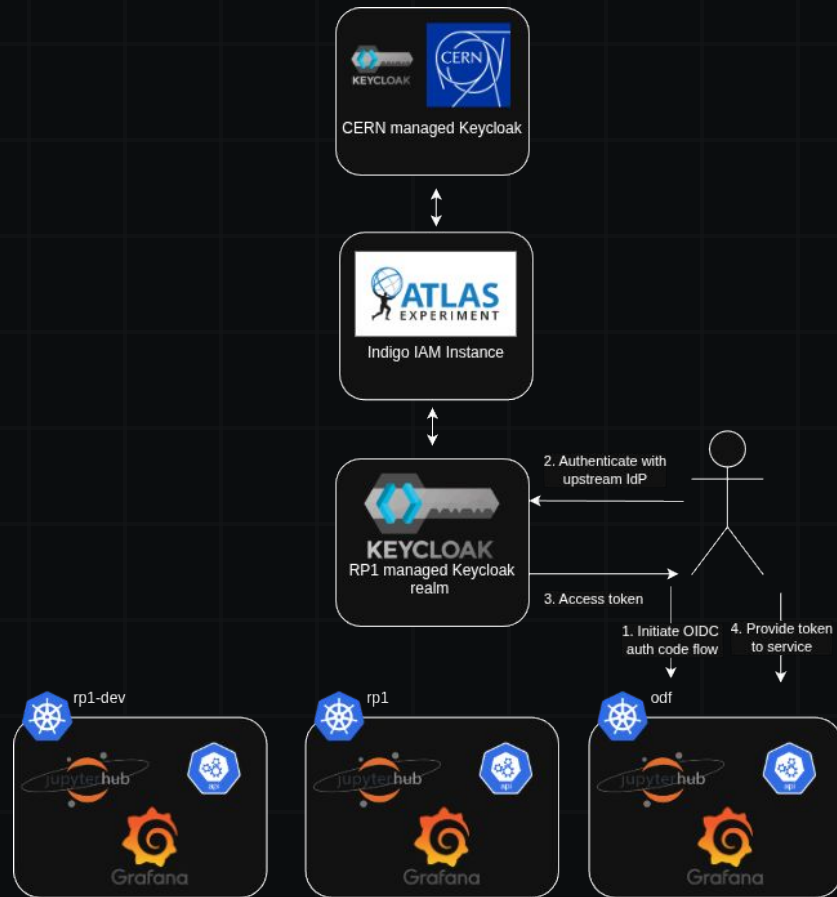 KEYCLOAK
CERN
CERN managed Keycloak
ATLAS
EXPERIMENT
Indigo IAM Instance
2. Authenticate with
upstream IdP
KEYCLOAK
RP1 managed Keycloak
realm
3. Access token
1. Initiate OIDC
auth code flow
4. Provide token
to service
rp1-dev
rp1
odf
jupyterhub
api
jupyterhub
api
jupyterhub
api
Grafana
Grafana
Grafana